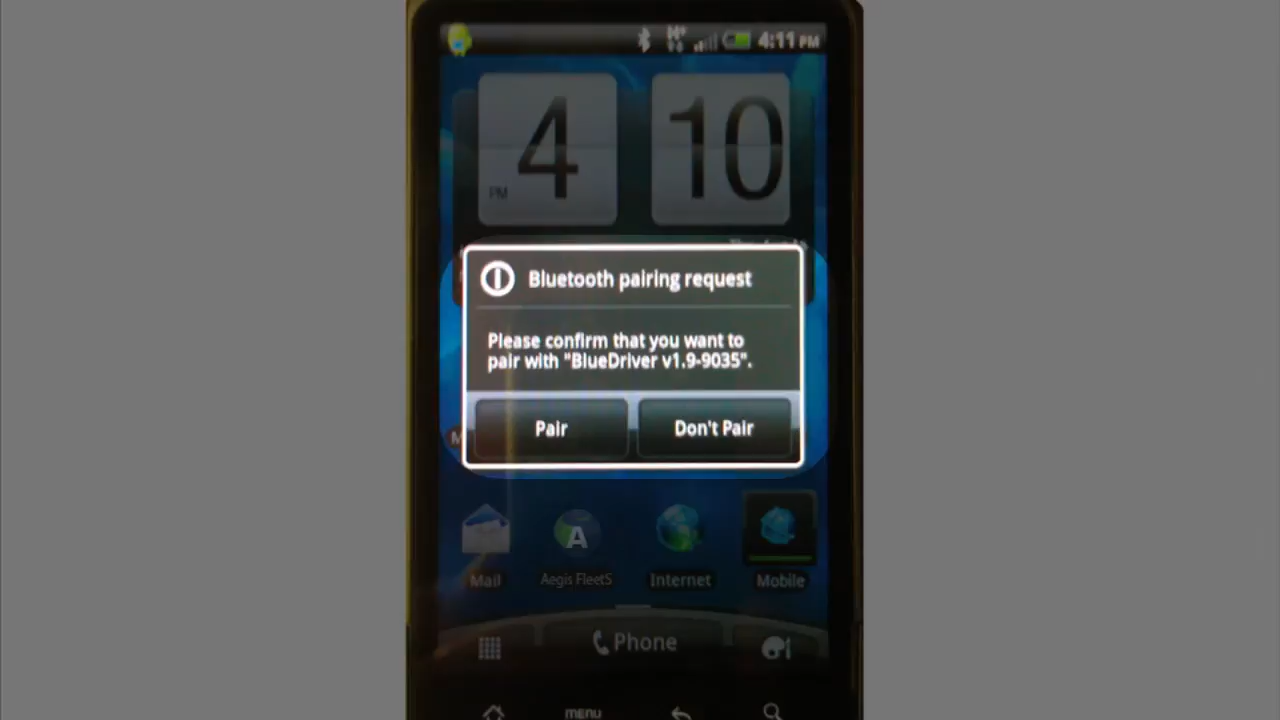 4:11 PM
4 10
PM
Bluetooth pairing request
Please confirm that you want to
pair with "BlueDriver v1.9-9035".
Pair Don't Pair
Mail Aegis FleetS Internet Mobile
Phone
MENU